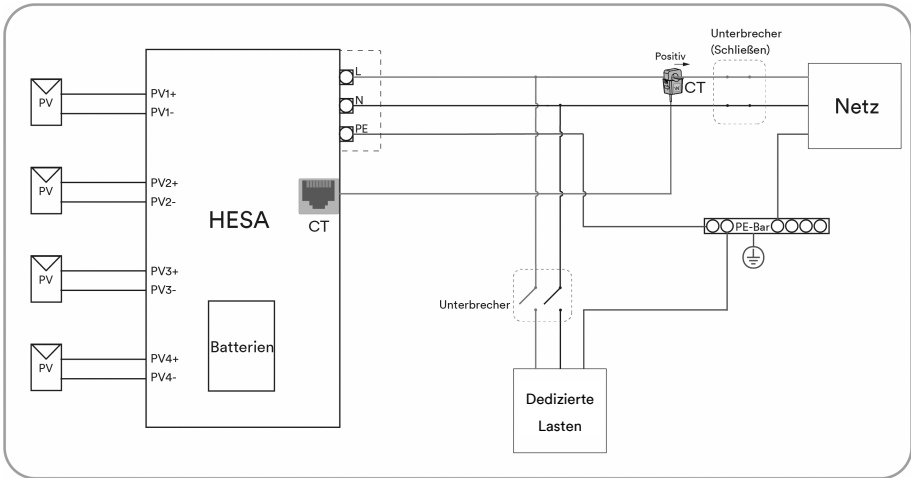 Unterbrecher
(Schließen)
Positiv
L
CT
PV
PV1+
PV1-
N
Netz
PE
PV
PV2+
PV2-
HESA
CT
PE-Bar
PV
PV3+
PV3-
Unterbrecher
Batterien
PV
PV4+
PV4-
Dedizierte
Lasten